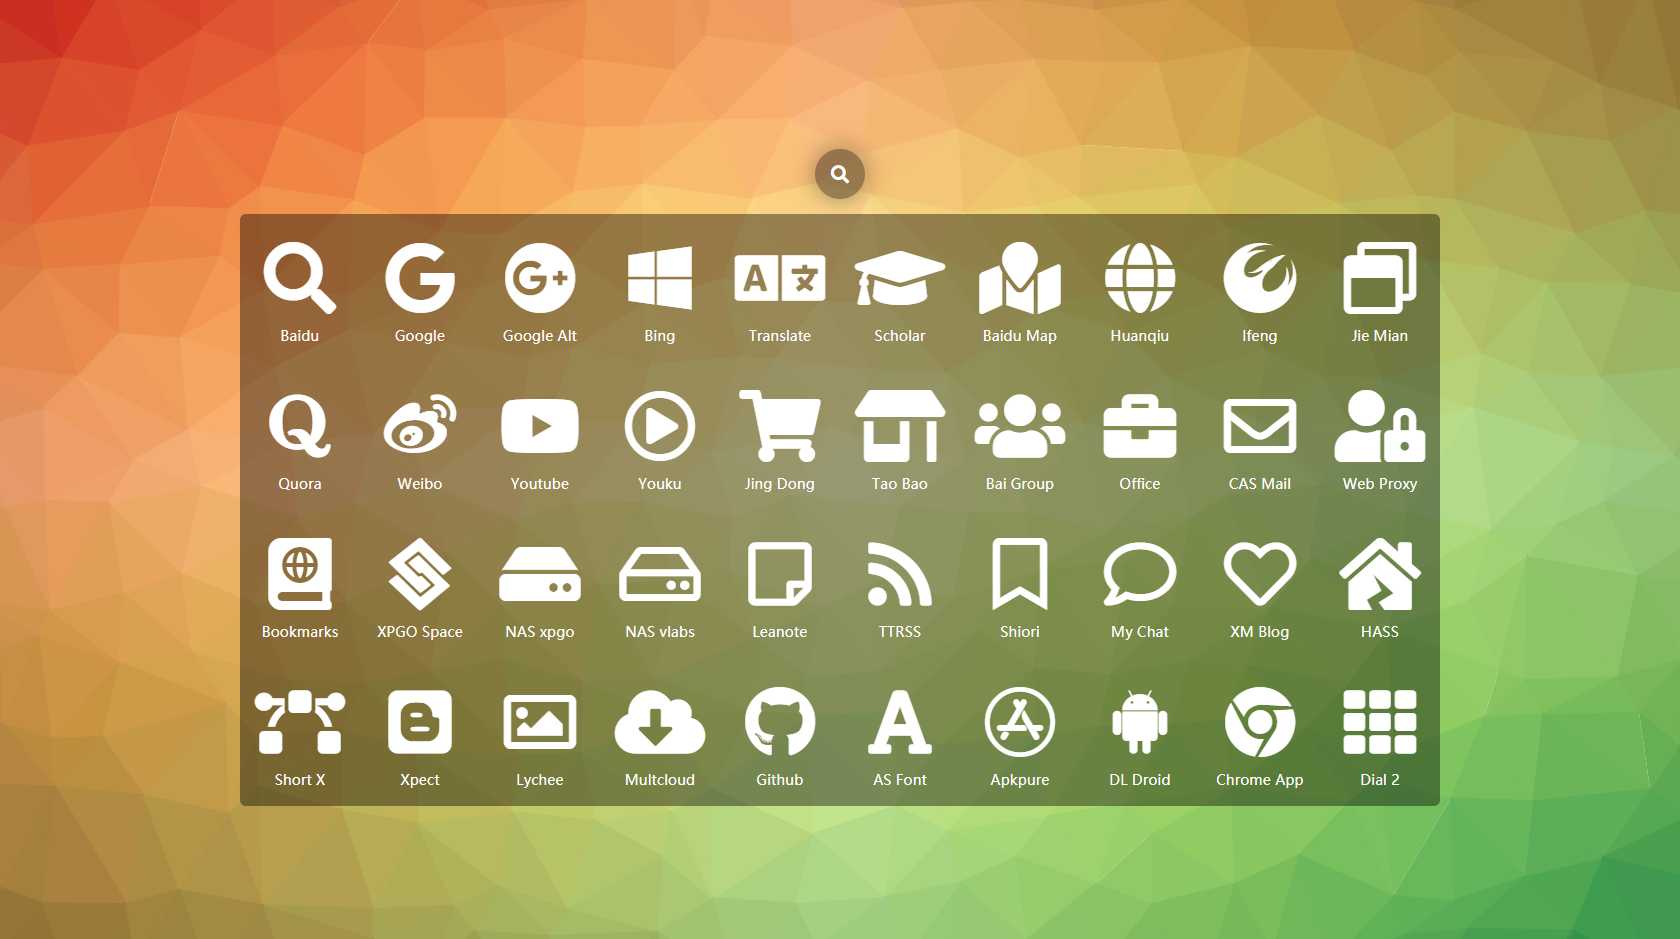 Baidu Google Google Alt Bing Translate Scholar Baidu Map Huanqiu Ifeng Jie Mian
Quora Weibo Youtube Youku Jing Dong Tao Bao Bai Group Office CAS Mail Web Proxy
Bookmarks XPGO Space NAS xpgo NAS vlabs Leanote TTRSS Shiori My Chat XM Blog HASS
Short X Xpect Lychee Multcloud Github AS Font Apkpure DL Droid Chrome App Dial 2